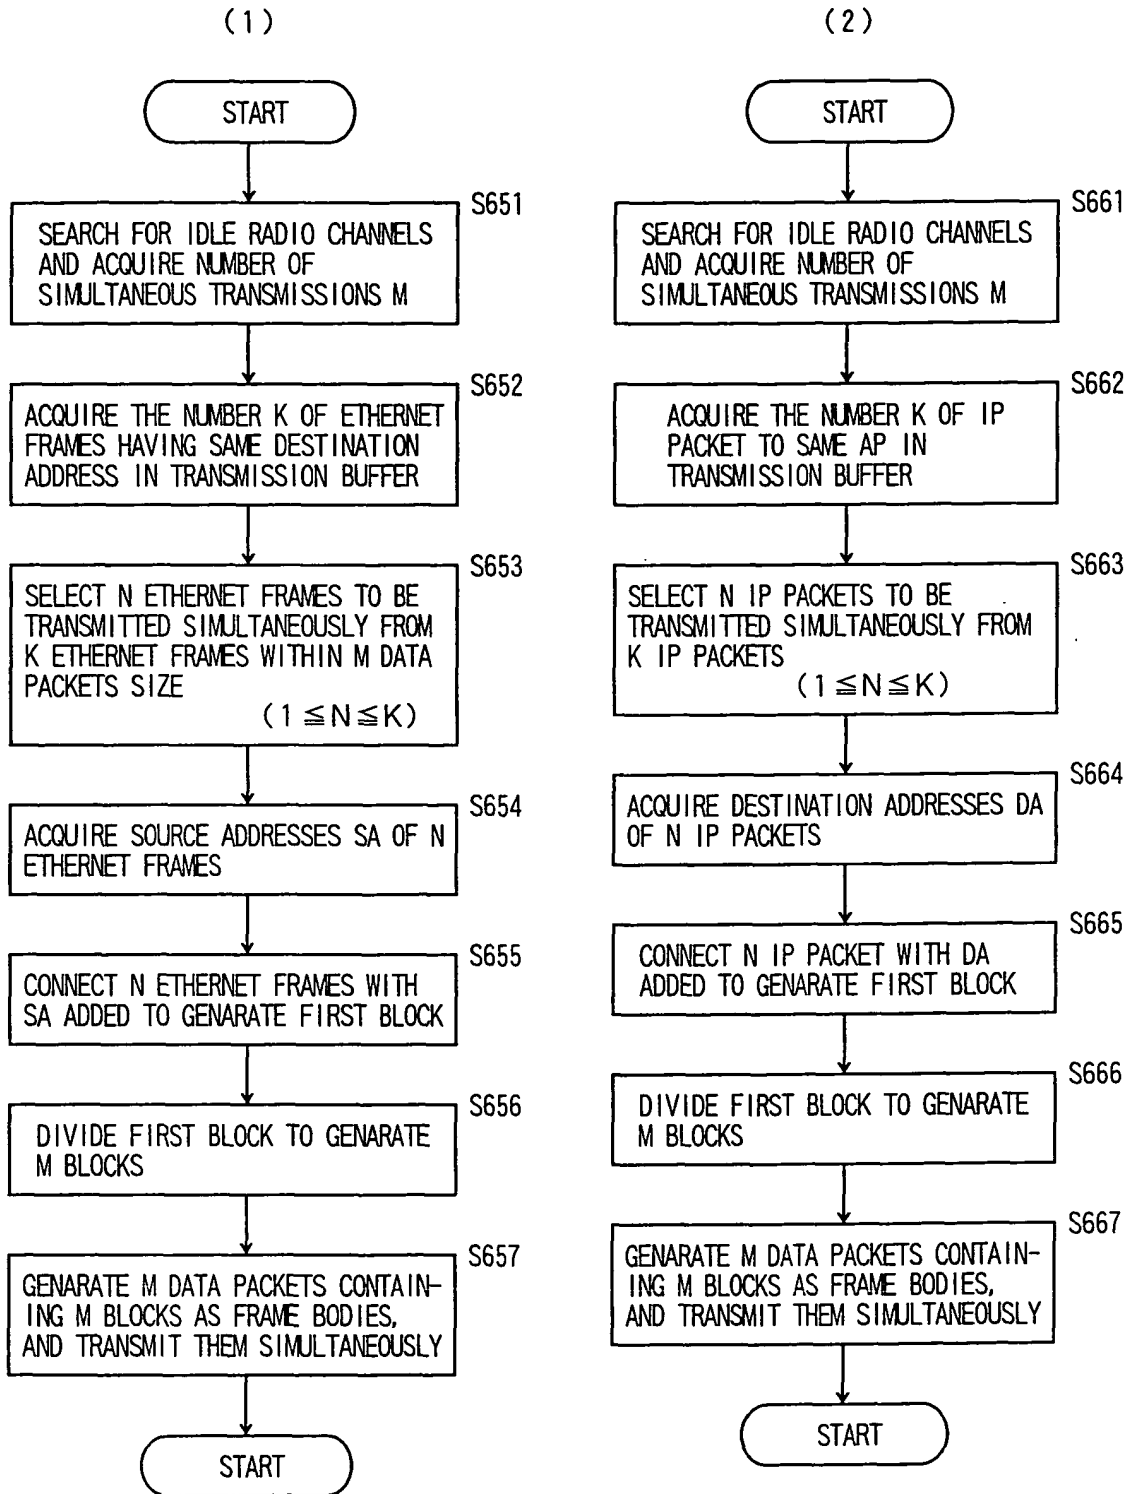 (1)
START
S651
SEARCH FOR IDLE RADIO CHANNELS
AND ACQUIRE NUMBER OF
SIMULTANEOUS TRANSMISSIONS M
S652
ACQUIRE THE NUMBER K OF ETHERNET
FRAMES HAVING SAME DESTINATION
ADDRESS IN TRANSMISSION BUFFER
S653
SELECT N ETHERNET FRAMES TO BE
TRANSMITTED SIMULTANEOUSLY FROM
K ETHERNET FRAMES WITHIN M DATA
PACKETS SIZE
(1≦N≦K)
S654
ACQUIRE SOURCE ADDRESSES SA OF N
ETHERNET FRAMES
S655
CONNECT N ETHERNET FRAMES WITH
SA ADDED TO GENARATE FIRST BLOCK
S656
DIVIDE FIRST BLOCK TO GENARATE
M BLOCKS
S657
GENARATE M DATA PACKETS CONTAIN-
ING M BLOCKS AS FRAME BODIES,
AND TRANSMIT THEM SIMULTANEOUSLY
START
(2)
START
S661
SEARCH FOR IDLE RADIO CHANNELS
AND ACQUIRE NUMBER OF
SIMULTANEOUS TRANSMISSIONS M
S662
ACQUIRE THE NUMBER K OF IP
PACKET TO SAME AP IN
TRANSMISSION BUFFER
S663
SELECT N IP PACKETS TO BE
TRANSMITTED SIMULTANEOUSLY FROM
K IP PACKETS
(1≦N≦K)
S664
ACQUIRE DESTINATION ADDRESSES DA
OF N IP PACKETS
S665
CONNECT N IP PACKET WITH DA
ADDED TO GENARATE FIRST BLOCK
S666
DIVIDE FIRST BLOCK TO GENARATE
M BLOCKS
S667
GENARATE M DATA PACKETS CONTAIN-
ING M BLOCKS AS FRAME BODIES,
AND TRANSMIT THEM SIMULTANEOUSLY
START